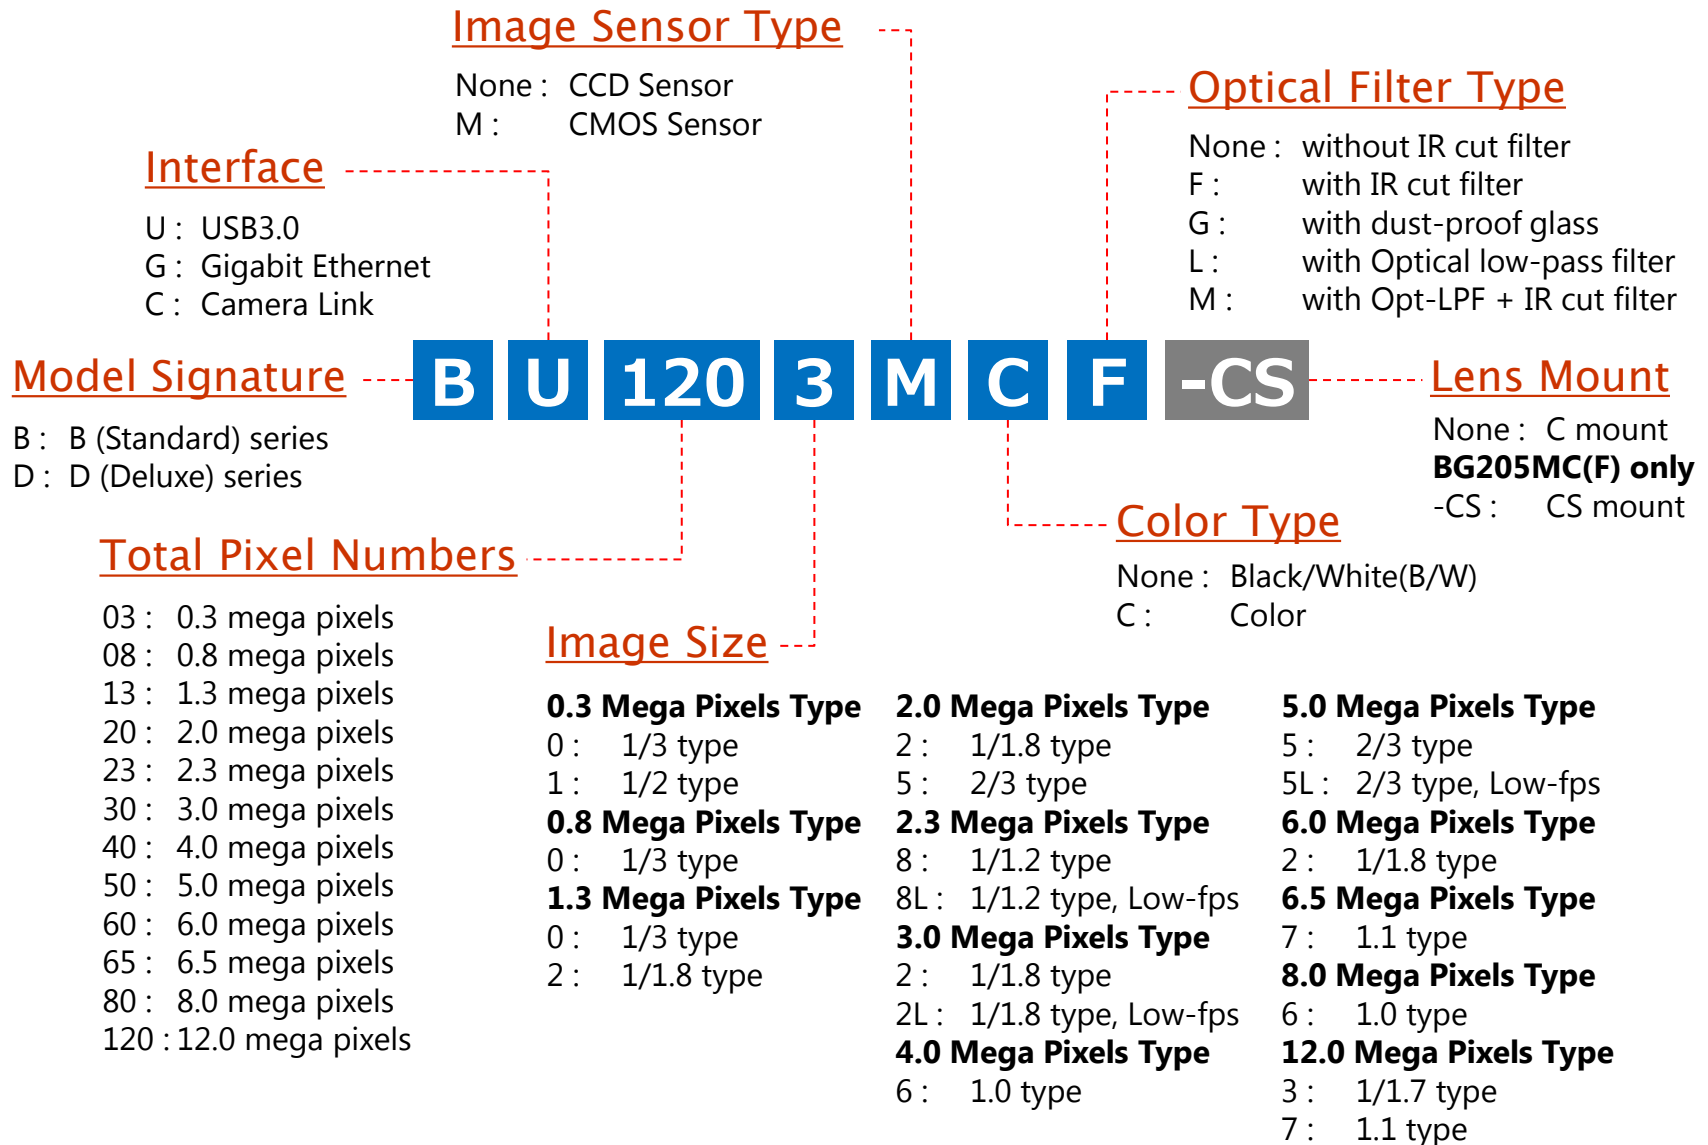 Image Sensor Type
None : CCD Sensor
M : CMOS Sensor
Optical Filter Type
None : without IR cut filter
F : with IR cut filter
G : with dust-proof glass
L : with Optical low-pass filter
M : with Opt-LPF + IR cut filter
Interface
U : USB3.0
G : Gigabit Ethernet
C : Camera Link
Model Signature
B : B (Standard) series
D : D (Deluxe) series
B U 120 3 M C F -CS
Lens Mount
None : C mount
BG205MC(F) only
-CS : CS mount
Color Type
None : Black/White(B/W)
C : Color
Total Pixel Numbers
03 : 0.3 mega pixels
08 : 0.8 mega pixels
13 : 1.3 mega pixels
20 : 2.0 mega pixels
23 : 2.3 mega pixels
30 : 3.0 mega pixels
40 : 4.0 mega pixels
50 : 5.0 mega pixels
60 : 6.0 mega pixels
65 : 6.5 mega pixels
80 : 8.0 mega pixels
120 : 12.0 mega pixels
Image Size
0.3 Mega Pixels Type
0 : 1/3 type
1 : 1/2 type
0.8 Mega Pixels Type
0 : 1/3 type
1.3 Mega Pixels Type
0 : 1/3 type
2 : 1/1.8 type
2.0 Mega Pixels Type
2 : 1/1.8 type
5 : 2/3 type
2.3 Mega Pixels Type
8 : 1/1.2 type
8L : 1/1.2 type, Low-fps
3.0 Mega Pixels Type
2 : 1/1.8 type
2L : 1/1.8 type, Low-fps
4.0 Mega Pixels Type
6 : 1.0 type
5.0 Mega Pixels Type
5 : 2/3 type
5L : 2/3 type, Low-fps
6.0 Mega Pixels Type
2 : 1/1.8 type
6.5 Mega Pixels Type
7 : 1.1 type
8.0 Mega Pixels Type
6 : 1.0 type
12.0 Mega Pixels Type
3 : 1/1.7 type
7 : 1.1 type